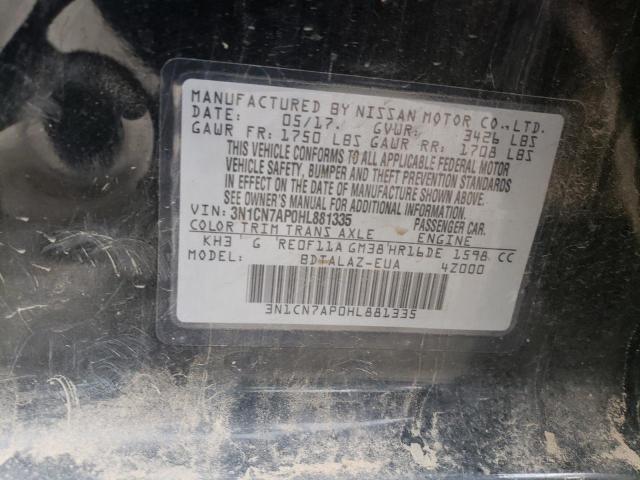 MANUFACTURED BY NISSAN MOTOR CO.,LTD.
DATE: 05/17. GVWR: 3426 LBS
GAWR FR: 1750 LBS GAWR RR: 1708 LBS
THIS VEHICLE CONFORMS TO ALL APPLICABLE FEDERAL MOTOR
VEHICLE SAFETY, BUMPER AND THEFT PREVENTION STANDARDS
IN EFFECT ON THE DATE OF MANUFACTURE SHOWN ABOVE.
SEE OWNER'S MANUAL FOR ADDITIONAL INFORMATION.
VIN: 3N1CN7AP0HL881335 PASSENGER CAR.
COLOR TRIM TRANS AXLE ENGINE
KH3 G RE0F11A GM38 HR16DE 1598 CC
MODEL: BDTALAZ-EUA 4Z000
3N1CN7AP0HL881335